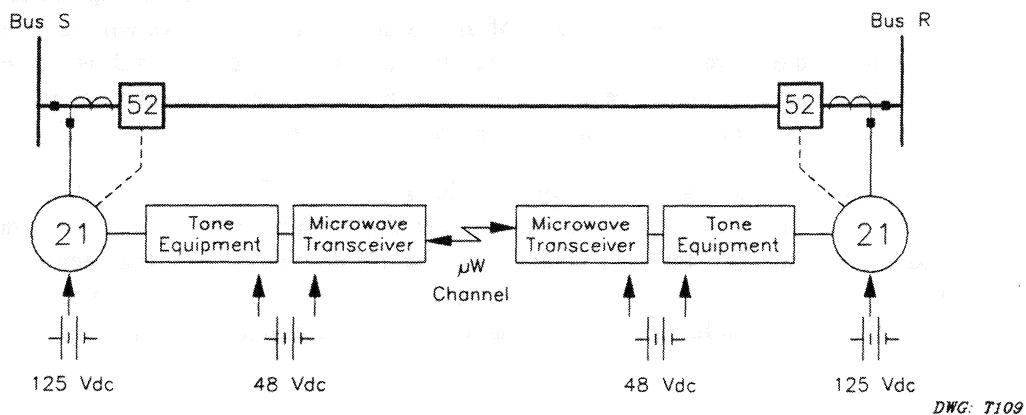 Bus S
Bus R
52
52
21
Tone
Equipment
Microwave
Transceiver
μW
Channel
Microwave
Transceiver
Tone
Equipment
21
125 Vdc
48 Vdc
48 Vdc
125 Vdc
DWG: T109